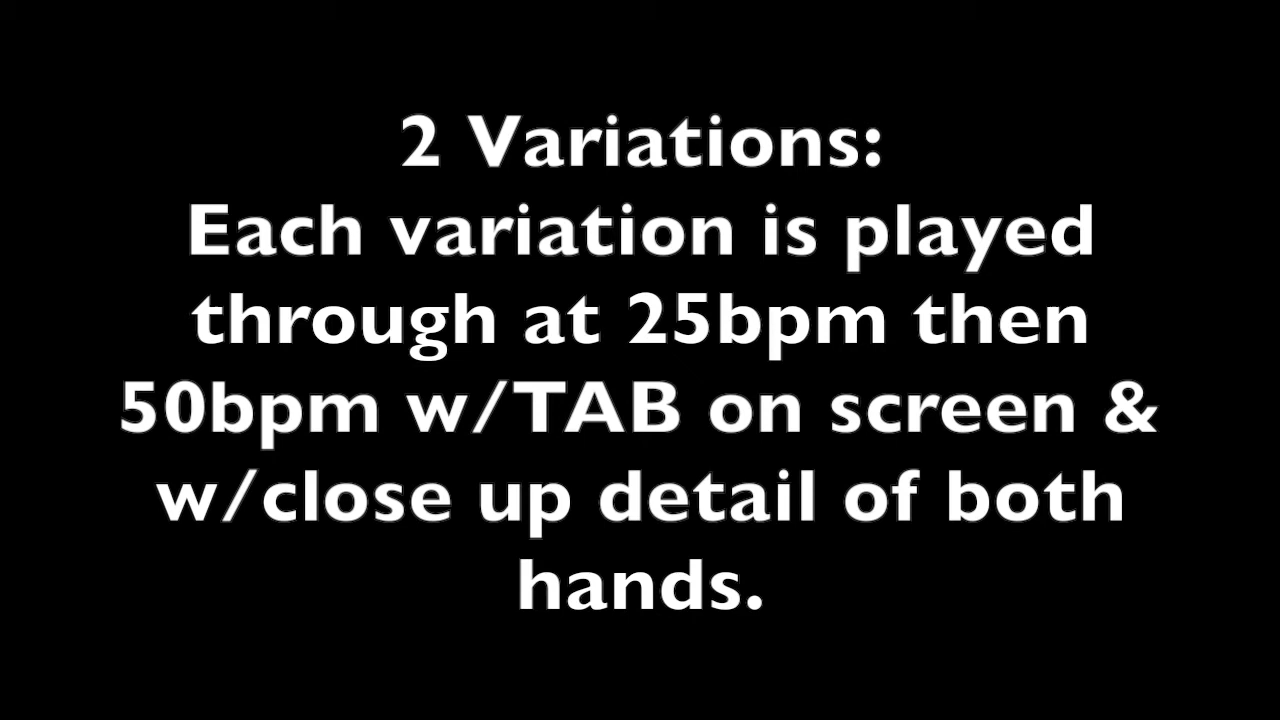 2 Variations:
Each variation is played
through at 25bpm then
50bpm w/TAB on screen &
w/close up detail of both
hands.